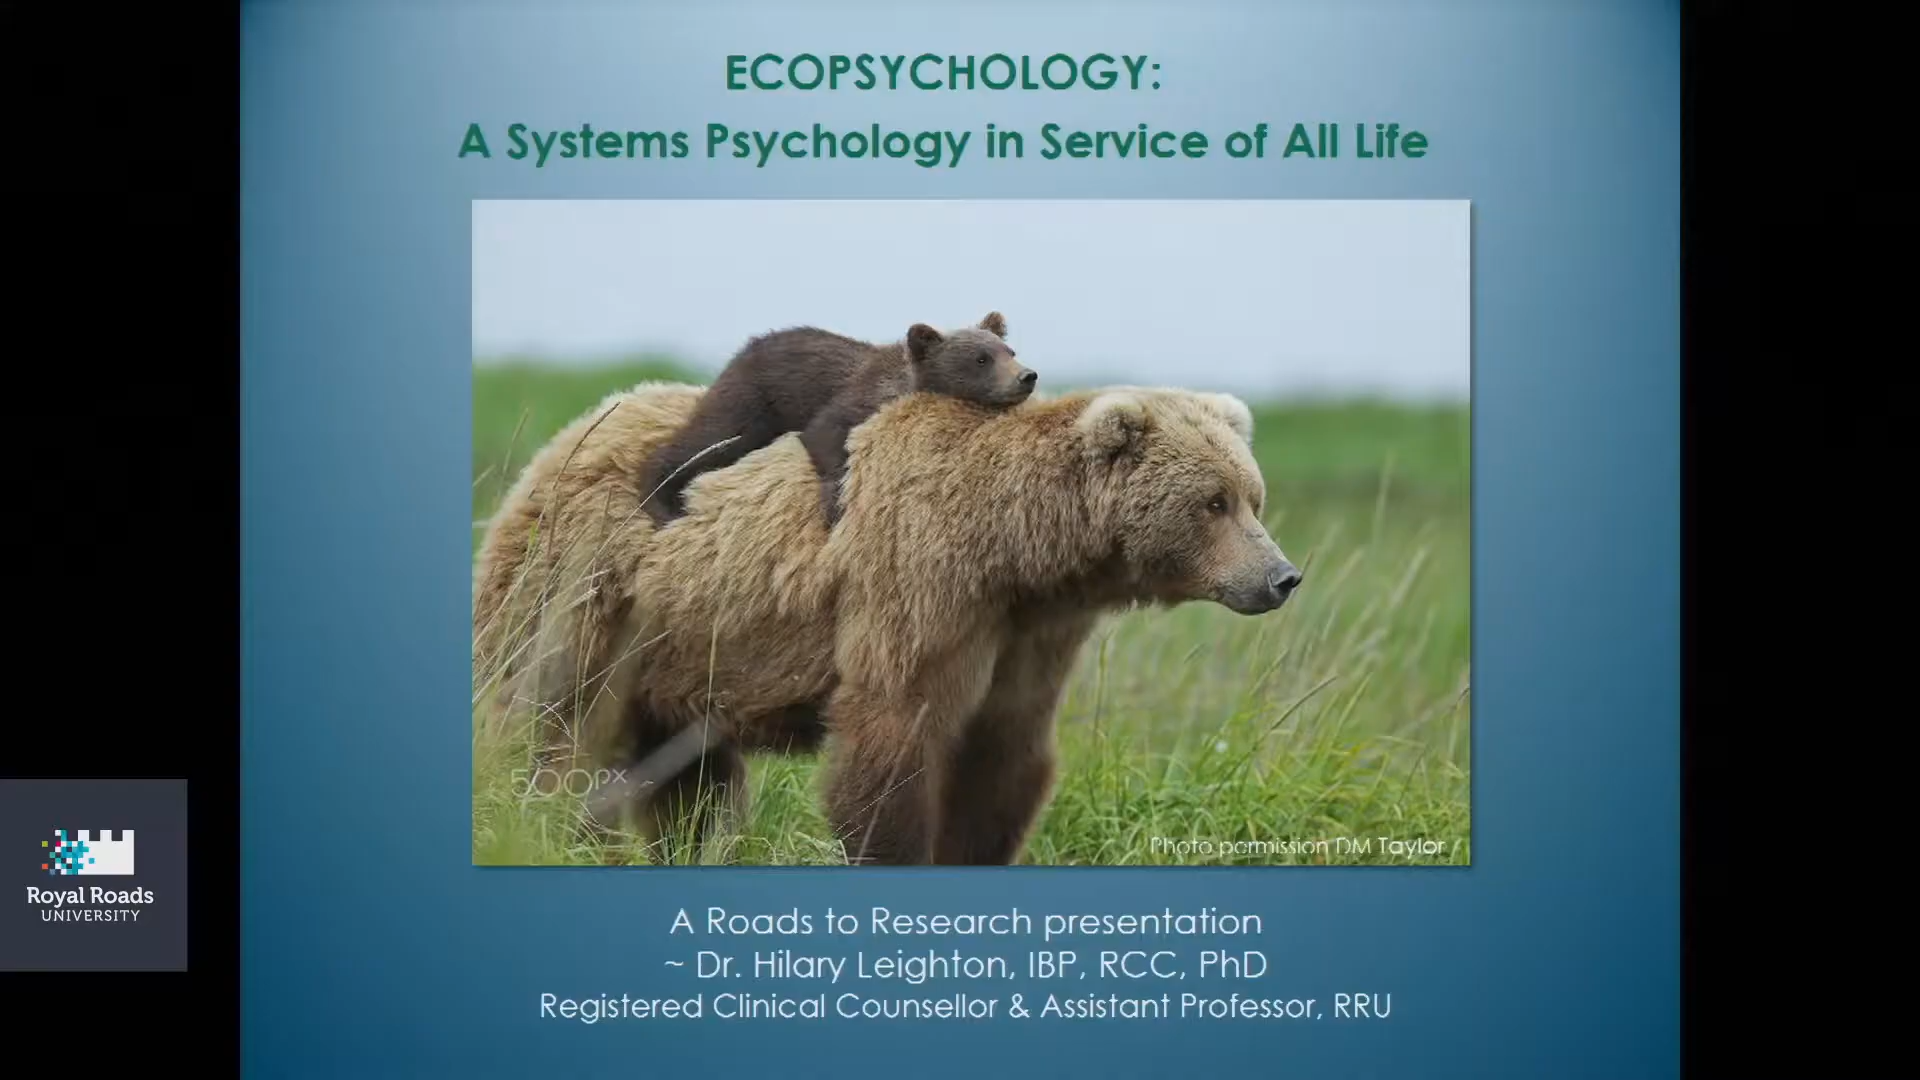 ECOPSYCHOLOGY:
A Systems Psychology in Service of All Life
500px
Photo permission DM Taylor
Royal Roads
UNIVERSITY
A Roads to Research presentation
~ Dr. Hilary Leighton, IBP, RCC, PhD
Registered Clinical Counsellor & Assistant Professor, RRU